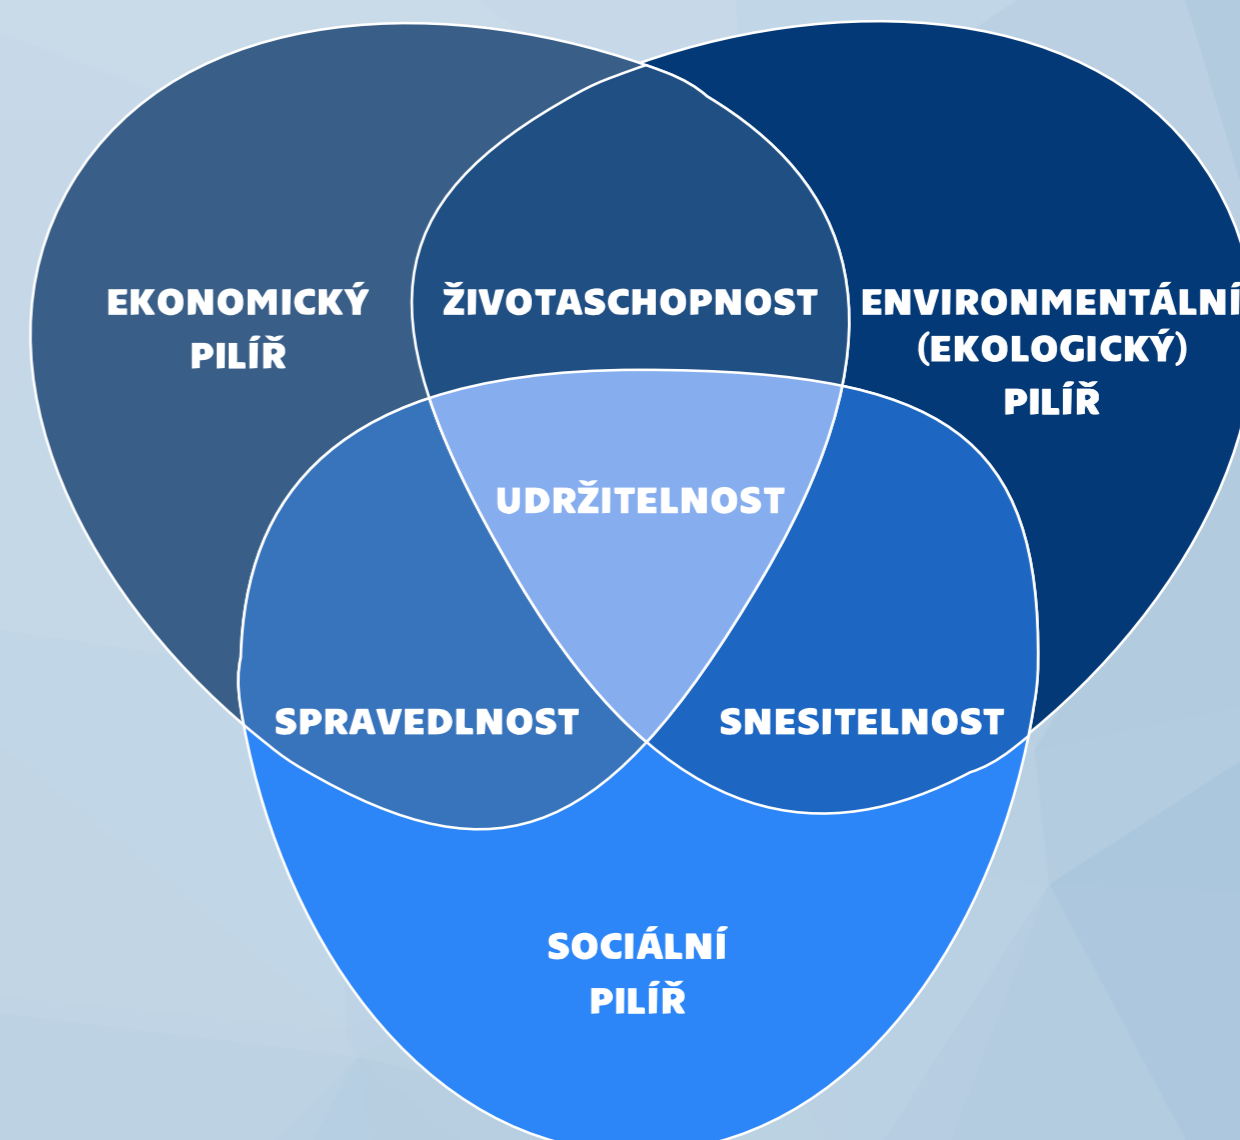 EKONOMICKÝ
PILÍŘ
ŽIVOTASCHOPNOST
ENVIRONMENTÁLNÍ
(EKOLOGICKÝ)
PILÍŘ
UDRŽITELNOST
SPRAVEDLNOST
SNESITELNOST
SOCIÁLNÍ
PILÍŘ